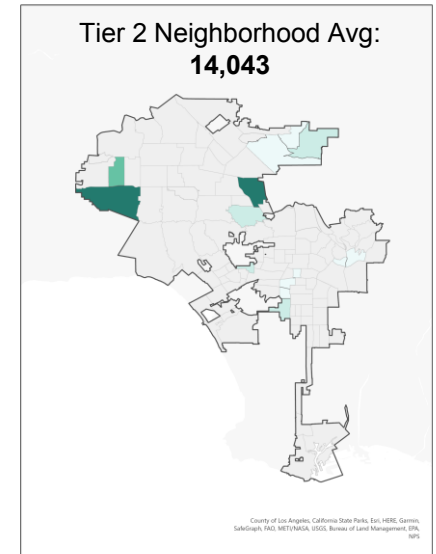 Tier 2 Neighborhood Avg:
14,043
County of Los Angeles, California State Parks, Esri, HERE, Garmin,
SafeGraph, FAO, METI/NASA, USGS, Bureau of Land Management, EPA,
NPS